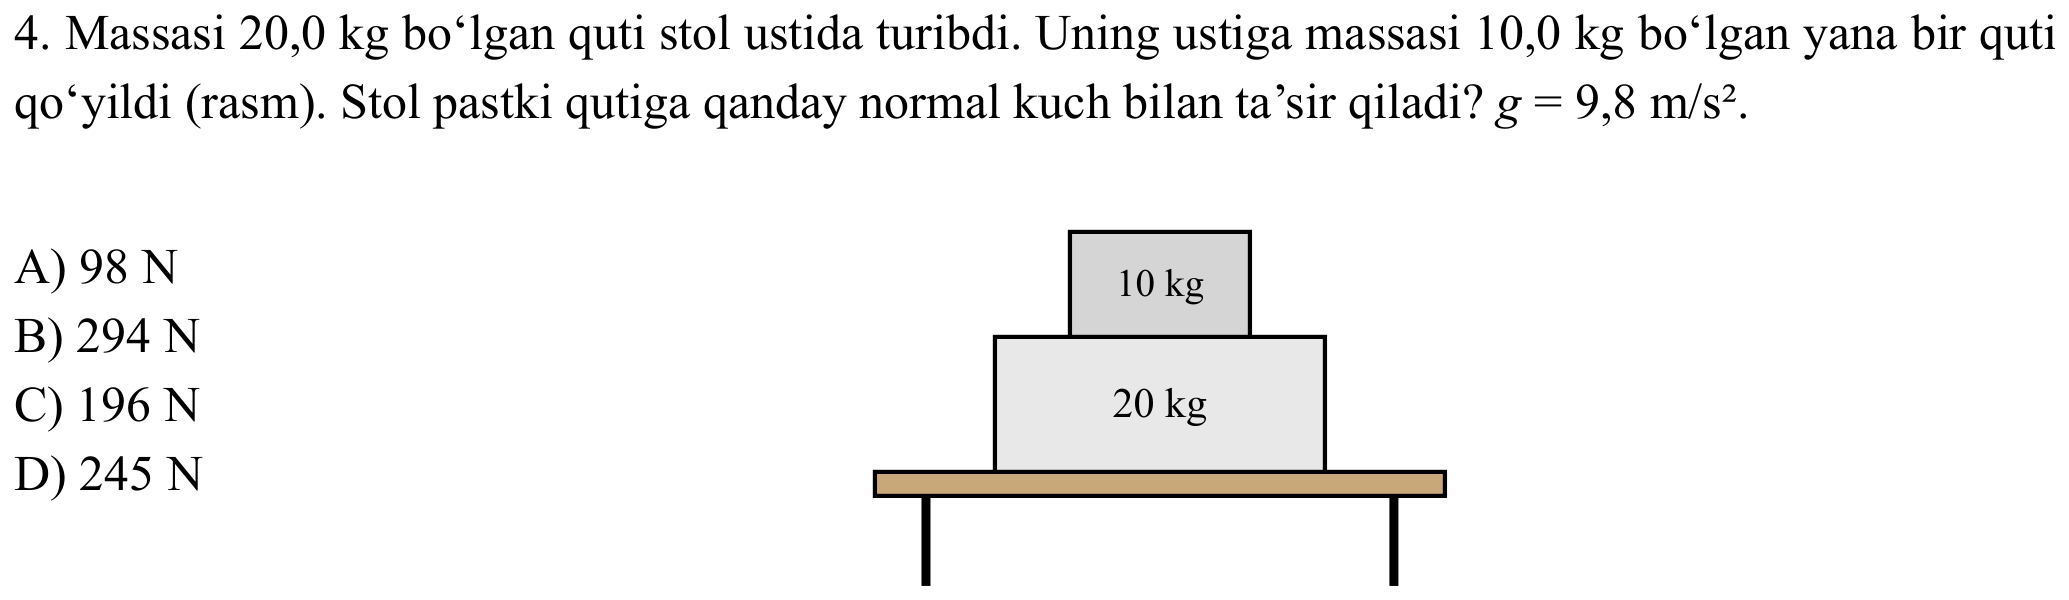 4. Massasi 20,0 kg bo‘lgan quti stol ustida turibdi. Uning ustiga massasi 10,0 kg bo‘lgan yana bir quti
qo‘yildi (rasm). Stol pastki qutiga qanday normal kuch bilan ta’sir qiladi? g = 9,8 m/s².
A) 98 N
B) 294 N
C) 196 N
D) 245 N
10 kg
20 kg